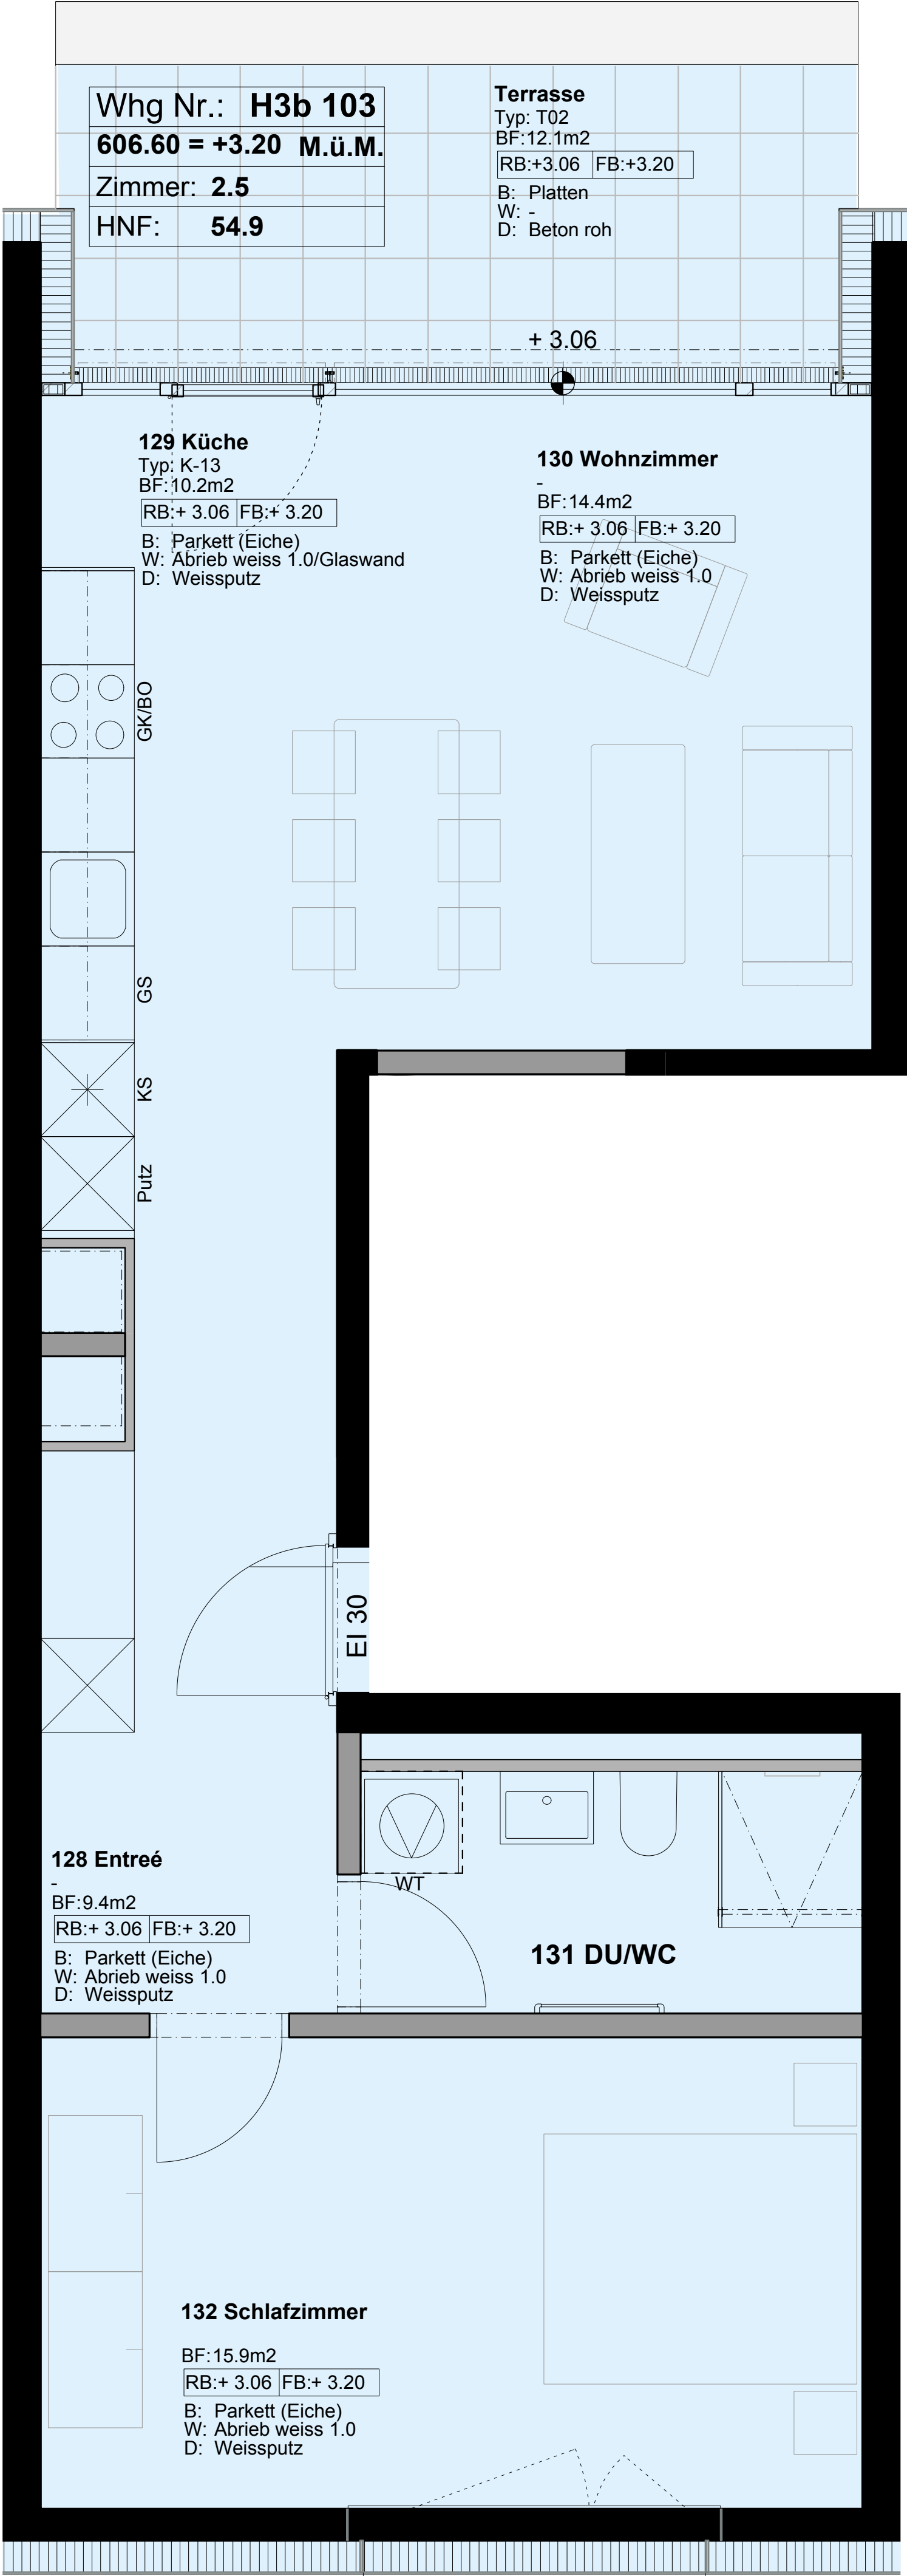 Whg Nr.: H3b 103
606.60 = +3.20 M.ü.M.
Zimmer: 2.5
HNF: 54.9
Terrasse
Typ: T02
BF:12.1m2
RB:+3.06 FB:+3.20
B: Platten
W: -
D: Beton roh
+ 3.06
129 Küche
Typ: K-13
BF:10.2m2
RB:+ 3.06 FB:+ 3.20
B: Parkett (Eiche)
W: Abrieb weiss 1.0/Glaswand
D: Weissputz
130 Wohnzimmer
-
BF:14.4m2
RB:+ 3.06 FB:+ 3.20
B: Parkett (Eiche)
W: Abrieb weiss 1.0
D: Weissputz
GK/BO
GS
KS
Putz
EI 30
128 Entreé
-
BF:9.4m2
RB:+ 3.06 FB:+ 3.20
B: Parkett (Eiche)
W: Abrieb weiss 1.0
D: Weissputz
WT
131 DU/WC
132 Schlafzimmer
BF:15.9m2
RB:+ 3.06 FB:+ 3.20
B: Parkett (Eiche)
W: Abrieb weiss 1.0
D: Weissputz